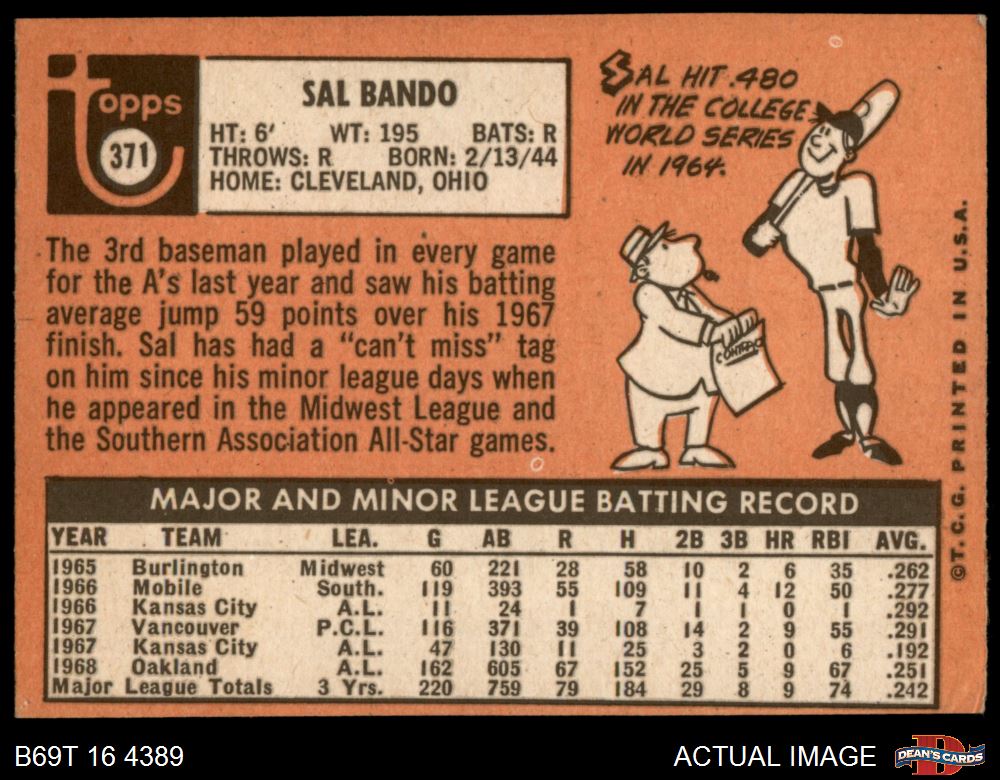 topps
371
SAL BANDO
HT: 6' WT: 195 BATS: R
THROWS: R BORN: 2/13/44
HOME: CLEVELAND, OHIO
SAL HIT .480
IN THE COLLEGE
WORLD SERIES
IN 1964.
CONTRAC
The 3rd baseman played in every game
for the A's last year and saw his batting
average jump 59 points over his 1967
finish. Sal has had a "can't miss" tag
on him since his minor league days when
he appeared in the Midwest League and
the Southern Association All-Star games.
©T.C.G. PRINTED IN U.S.A.
MAJOR AND MINOR LEAGUE BATTING RECORD
YEAR TEAM LEA. G AB R H 2B 3B HR RBI AVG.
1965 Burlington Midwest 60 221 28 58 10 2 6 35 .262
1966 Mobile South. 119 393 55 109 11 4 12 50 .277
1966 Kansas City A.L. 11 24 1 7 1 1 0 1 .292
1967 Vancouver P.C.L. 116 371 39 108 14 2 9 55 .291
1967 Kansas City A.L. 47 130 11 25 3 2 0 6 .192
1968 Oakland A.L. 162 605 67 152 25 5 9 67 .251
Major League Totals 3 Yrs. 220 759 79 184 29 8 9 74 .242
B69T 16 4389
ACTUAL IMAGE
D
DEAN'S CARDS